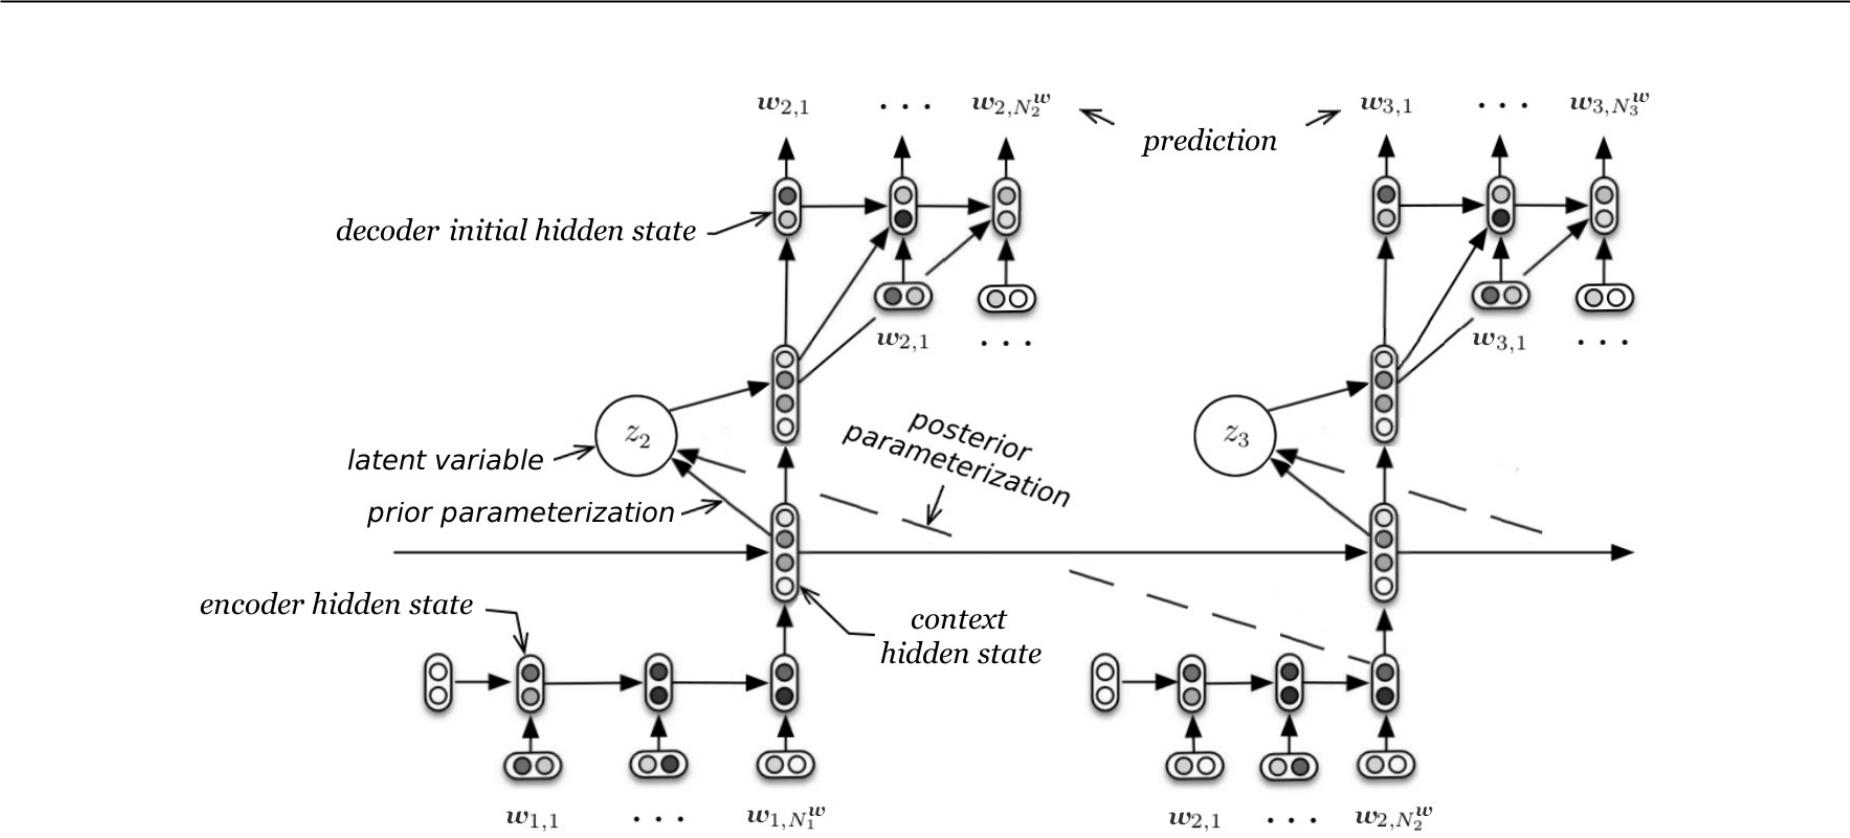 w_{2,1} . . . w_{2,N_2^w} w_{3,1} . . . w_{3,N_3^w}
prediction
decoder initial hidden state
w_{2,1} . . . w_{3,1} . . .
z_2 z_3
posterior
parameterization
latent variable
prior parameterization
encoder hidden state
context
hidden state
w_{1,1} . . . w_{1,N_1^w} w_{2,1} . . . w_{2,N_2^w}